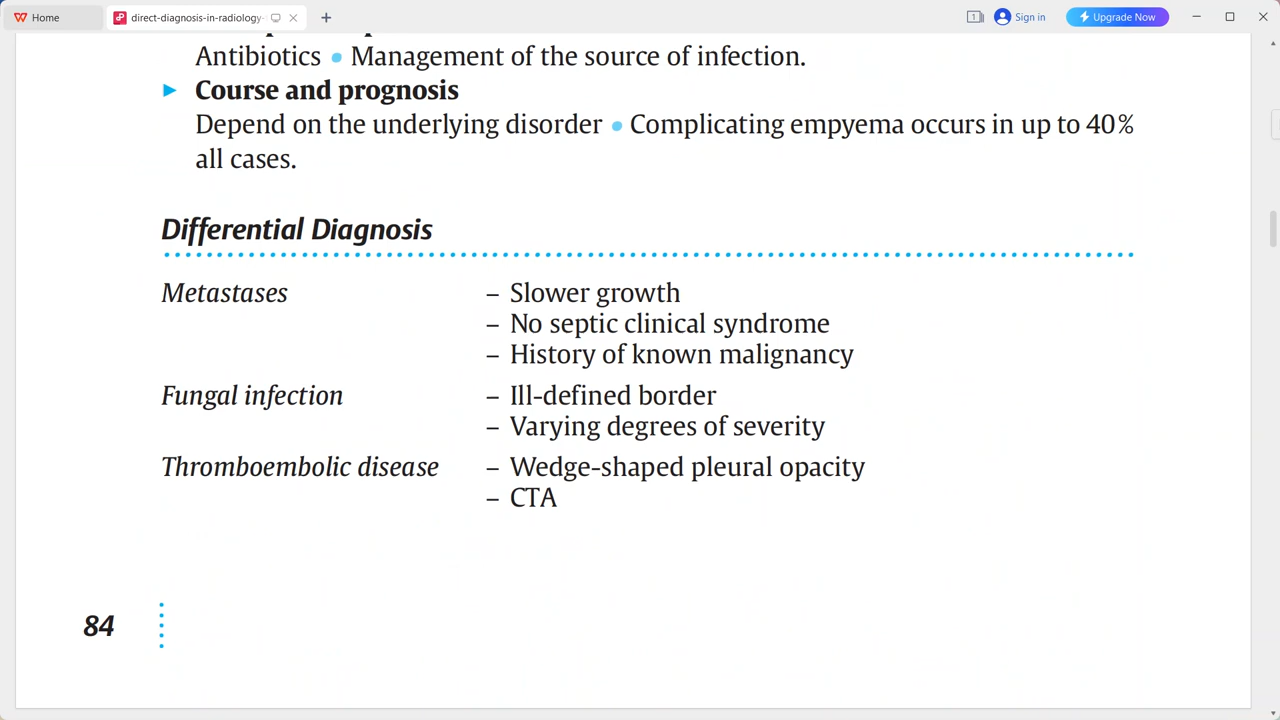 Home
direct-diagnosis-in-radiology-
1
Sign in
Upgrade Now
Antibiotics • Management of the source of infection.
► Course and prognosis
Depend on the underlying disorder • Complicating empyema occurs in up to 40%
all cases.
Differential Diagnosis
Metastases – Slower growth
– No septic clinical syndrome
– History of known malignancy
Fungal infection – Ill-defined border
– Varying degrees of severity
Thromboembolic disease – Wedge-shaped pleural opacity
– CTA
84